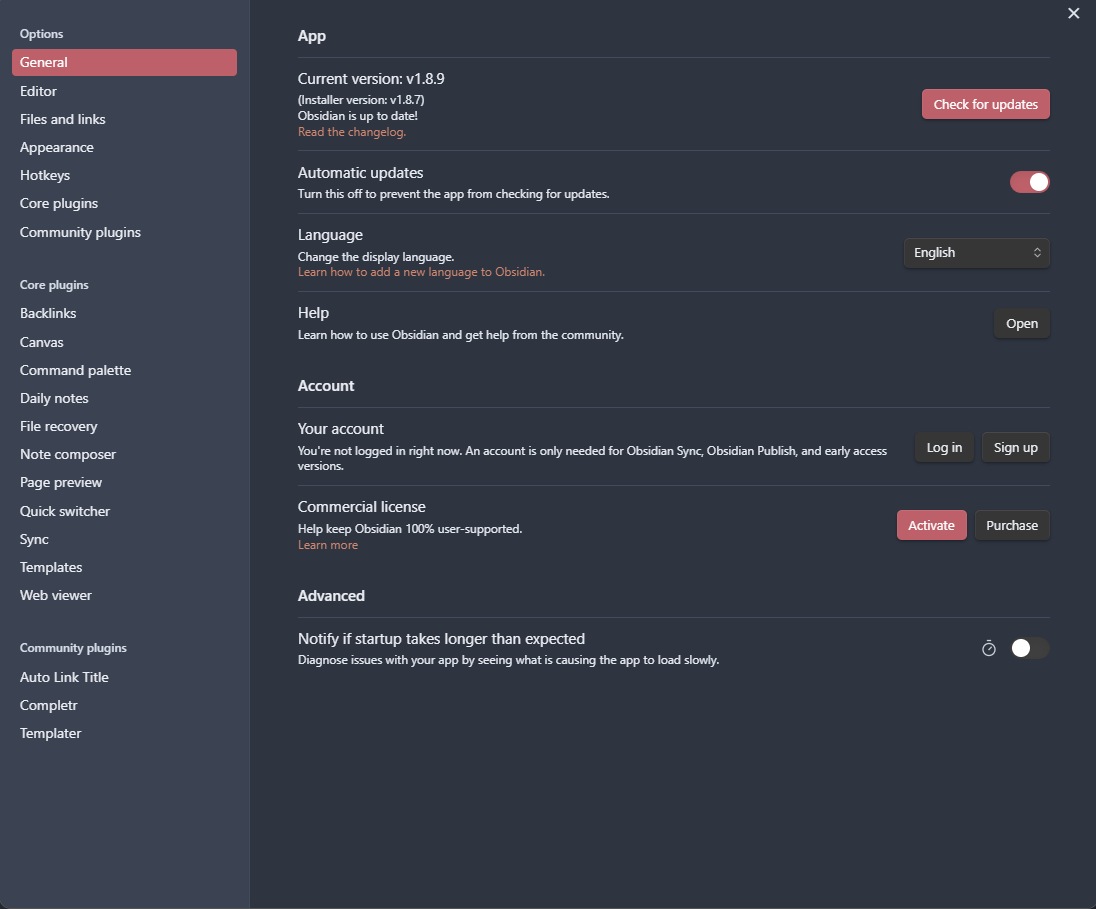 Options
General
Editor
Files and links
Appearance
Hotkeys
Core plugins
Community plugins
Core plugins
Backlinks
Canvas
Command palette
Daily notes
File recovery
Note composer
Page preview
Quick switcher
Sync
Templates
Web viewer
Community plugins
Auto Link Title
Completr
Templater
App
Current version: v1.8.9
(Installer version: v1.8.7)
Obsidian is up to date!
Read the changelog.
Check for updates
Automatic updates
Turn this off to prevent the app from checking for updates.
Language
Change the display language.
Learn how to add a new language to Obsidian.
English
Help
Learn how to use Obsidian and get help from the community.
Open
Account
Your account
You're not logged in right now. An account is only needed for Obsidian Sync, Obsidian Publish, and early access
versions.
Log in
Sign up
Commercial license
Help keep Obsidian 100% user-supported.
Learn more
Activate
Purchase
Advanced
Notify if startup takes longer than expected
Diagnose issues with your app by seeing what is causing the app to load slowly.